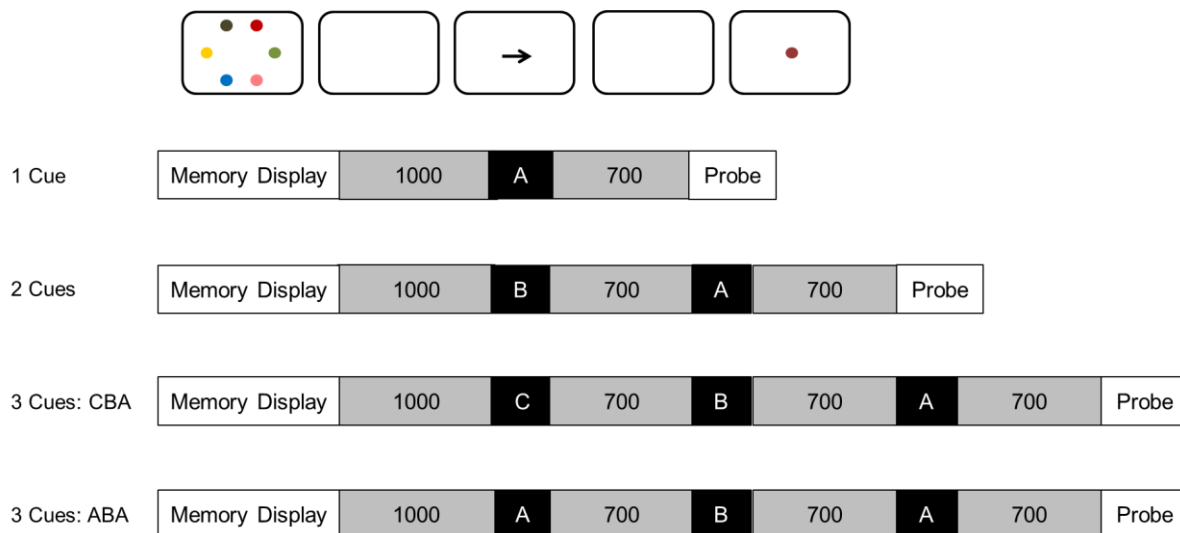 1 Cue Memory Display 1000 A 700 Probe
2 Cues Memory Display 1000 B 700 A 700 Probe
3 Cues: CBA Memory Display 1000 C 700 B 700 A 700 Probe
3 Cues: ABA Memory Display 1000 A 700 B 700 A 700 Probe